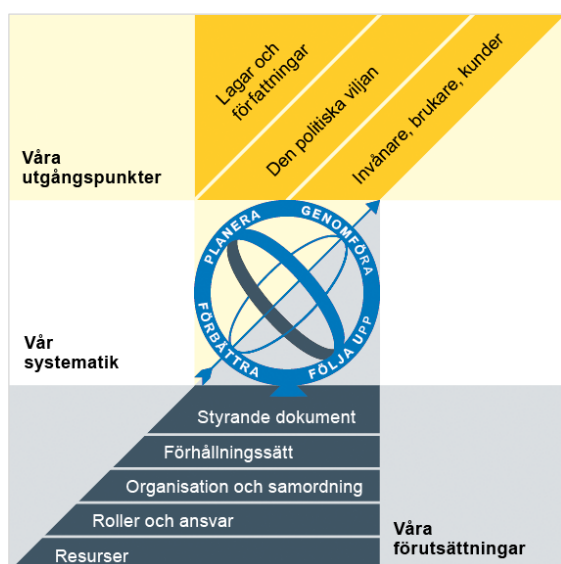 Lagar och
författningar
Den politiska viljan
Invånare, brukare, kunder
Våra
utgångspunkter
PLANERA
GENOMFÖRA
FÖLJA UPP
FÖRBÄTTRA
Vår
systematik
Styrande dokument
Förhållningssätt
Organisation och samordning
Roller och ansvar
Resurser
Våra
förutsättningar